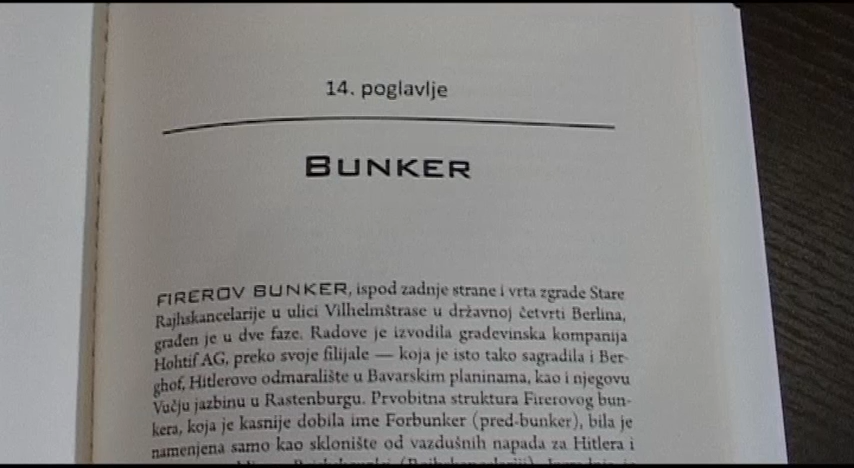 14. poglavlje
BUNKER
FIREROV BUNKER, ispod zadnje strane i vrta zgrade Stare
Rajhskancelarije u ulici Vilhelmštrase u državnoj četvrti Berlina,
građen je u dve faze. Radove je izvodila građevinska kompanija
Hohtif AG, preko svoje filijale — koja je isto tako sagradila i Ber-
ghof, Hitlerovo odmaralište u Bavarskim planinama, kao i njegovu
Vučju jazbinu u Rastenburgu. Prvobitna struktura Firerovog bun-
kera, koja je kasnije dobila ime Forbunker (pred-bunker), bila je
namenjena samo kao sklonište od vazdušnih napada za Hitlera i